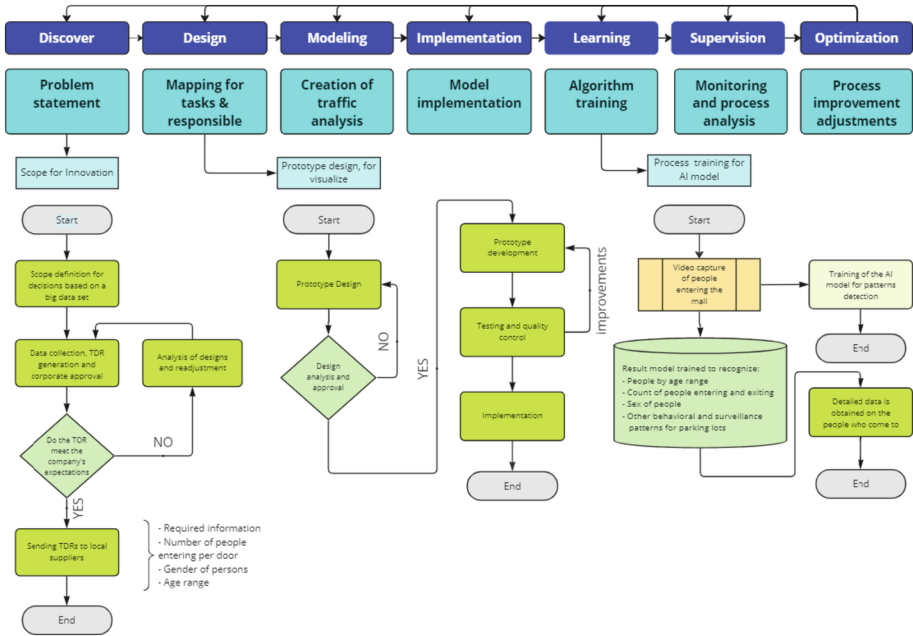 Discover
Design
Modeling
Implementation
Learning
Supervision
Optimization
Problem
statement
Mapping for
tasks &
responsible
Creation of
traffic
analysis
Model
implementation
Algorithm
training
Monitoring
and process
analysis
Process
improvement
adjustments
Scope for Innovation
Prototype design, for
visualize
Process training for
AI model
Start
Scope definition for
decisions based on a
big data set
Data collection, TDR
generation and
corporate approval
Analysis of designs
and readjustment
Do the TDR
meet the
company's
expectations
NO
YES
Sending TDRs to local
suppliers
- Required information
- Number of people
entering per door
- Gender of persons
- Age range
End
Start
Prototype Design
NO
Design
analysis and
approval
YES
Prototype
development
improvements
Testing and quality
control
Implementation
End
Start
Video capture
of people
entering the
mall
Training of the AI
model for patterns
detection
End
Result model trained to recognize:
- People by age range
- Count of people entering and exiting
- Sex of people
- Other behavioral and surveillance
patterns for parking lots
Detailed data is
obtained on the
people who come to
End